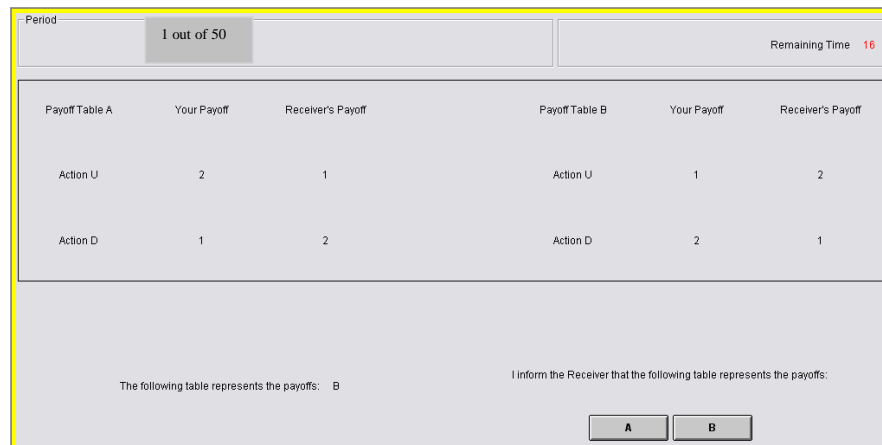 Period
1 out of 50
Remaining Time 16
Payoff Table A Your Payoff Receiver's Payoff Payoff Table B Your Payoff Receiver's Payoff
Action U 2 1 Action U 1 2
Action D 1 2 Action D 2 1
The following table represents the payoffs: B
I inform the Receiver that the following table represents the payoffs:
A B